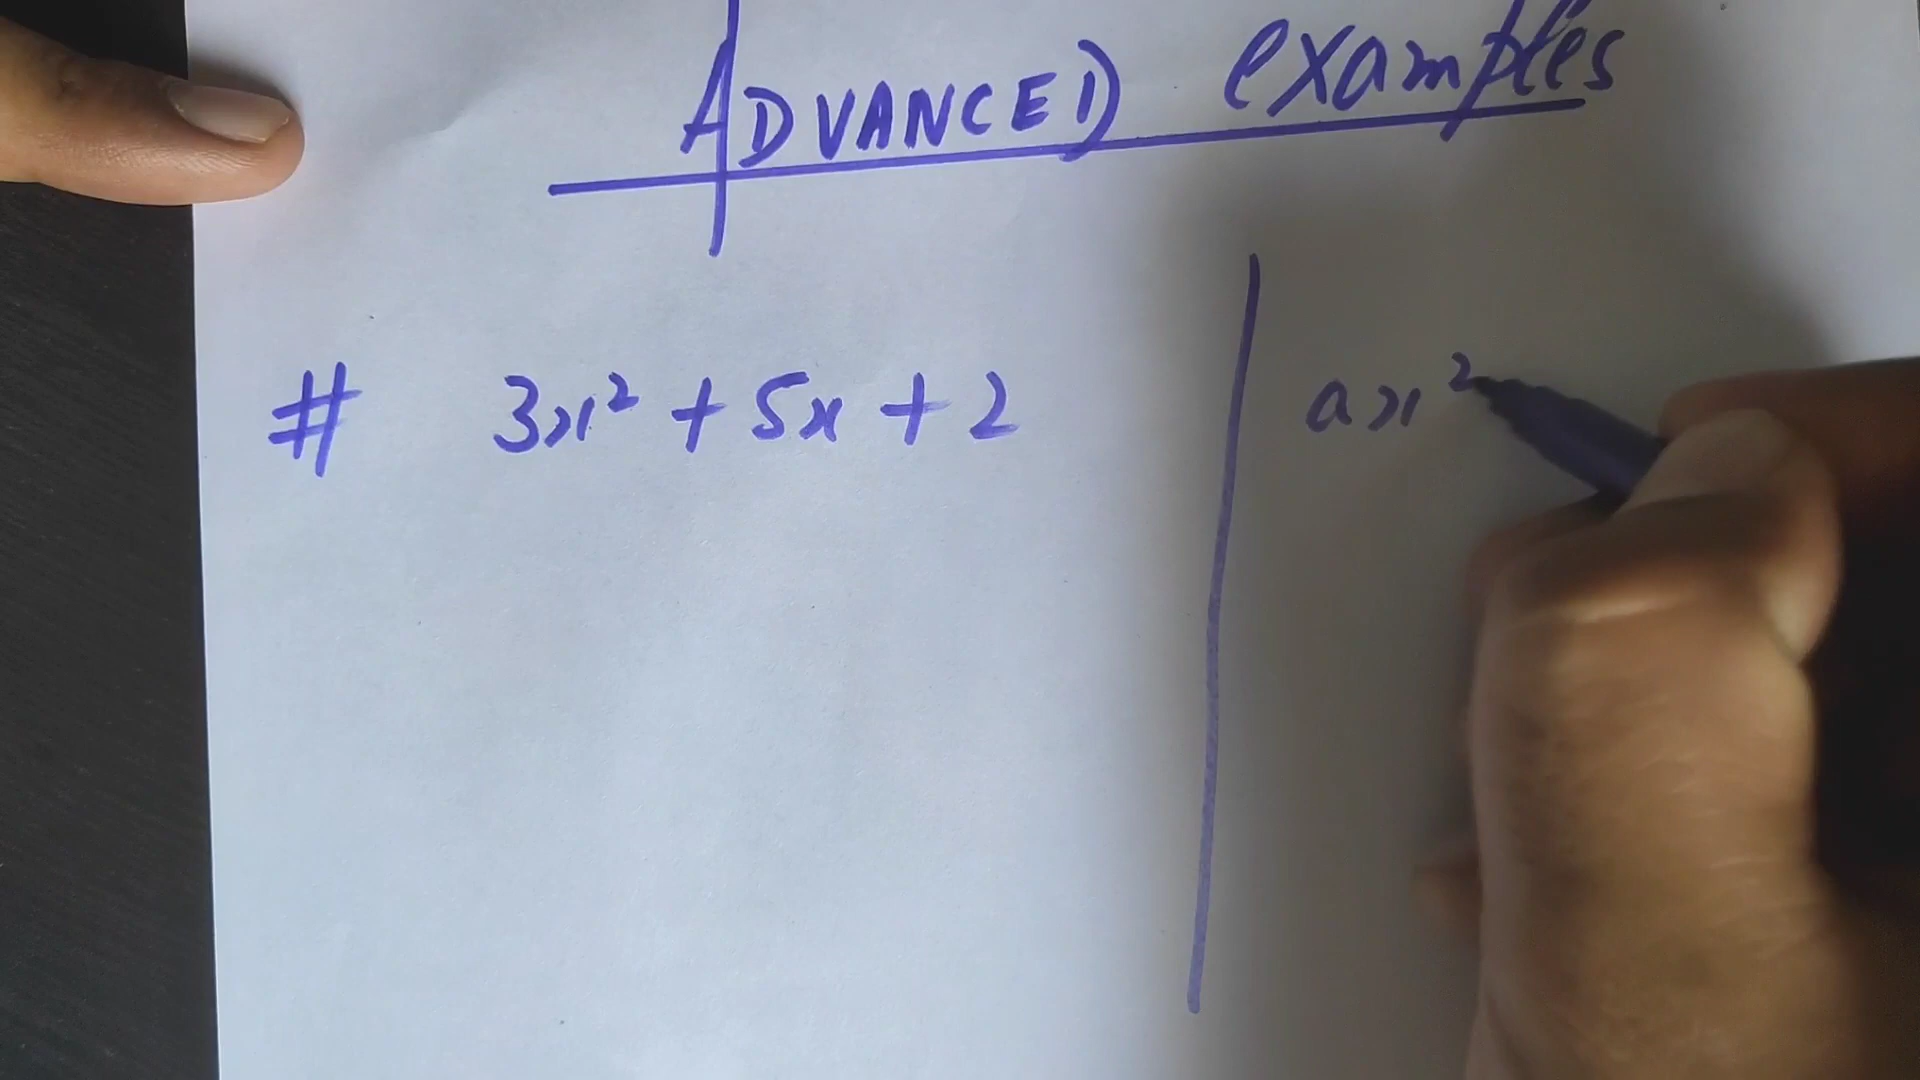 ADVANCED examples
# 3x² + 5x + 2
ax²